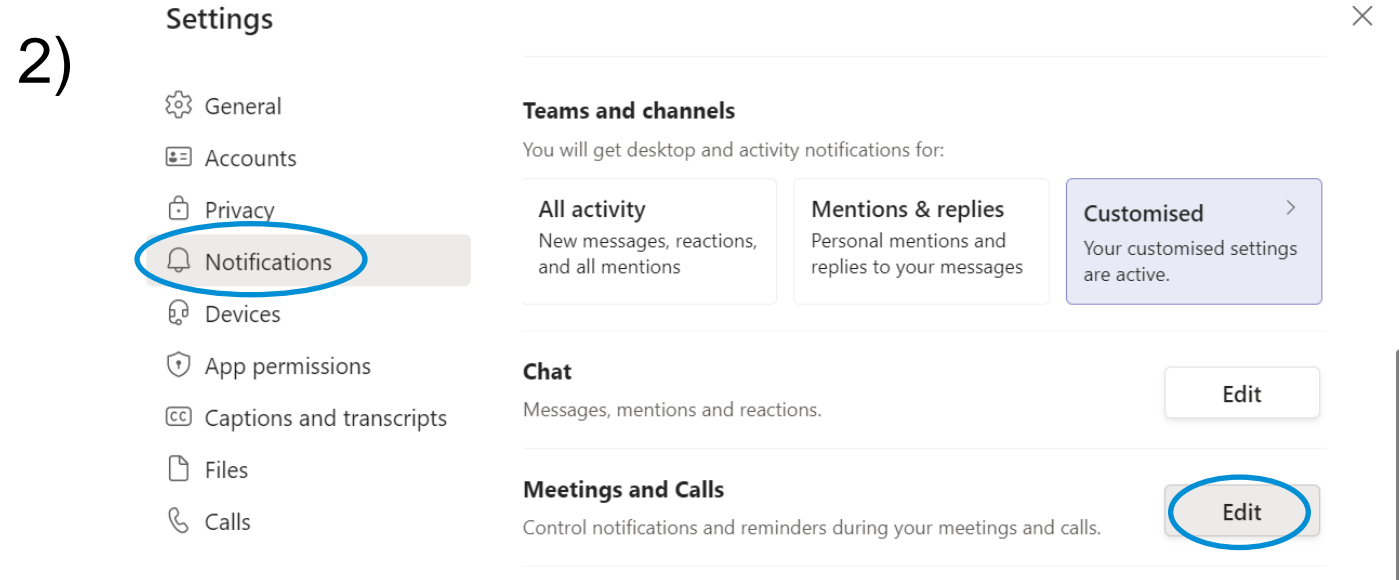 Settings
2)
General
Accounts
Privacy
Notifications
Devices
App permissions
CC Captions and transcripts
Files
Calls
Teams and channels
You will get desktop and activity notifications for:
All activity
New messages, reactions,
and all mentions
Mentions & replies
Personal mentions and
replies to your messages
Customised
Your customised settings
are active.
Chat
Messages, mentions and reactions.
Edit
Meetings and Calls
Control notifications and reminders during your meetings and calls.
Edit